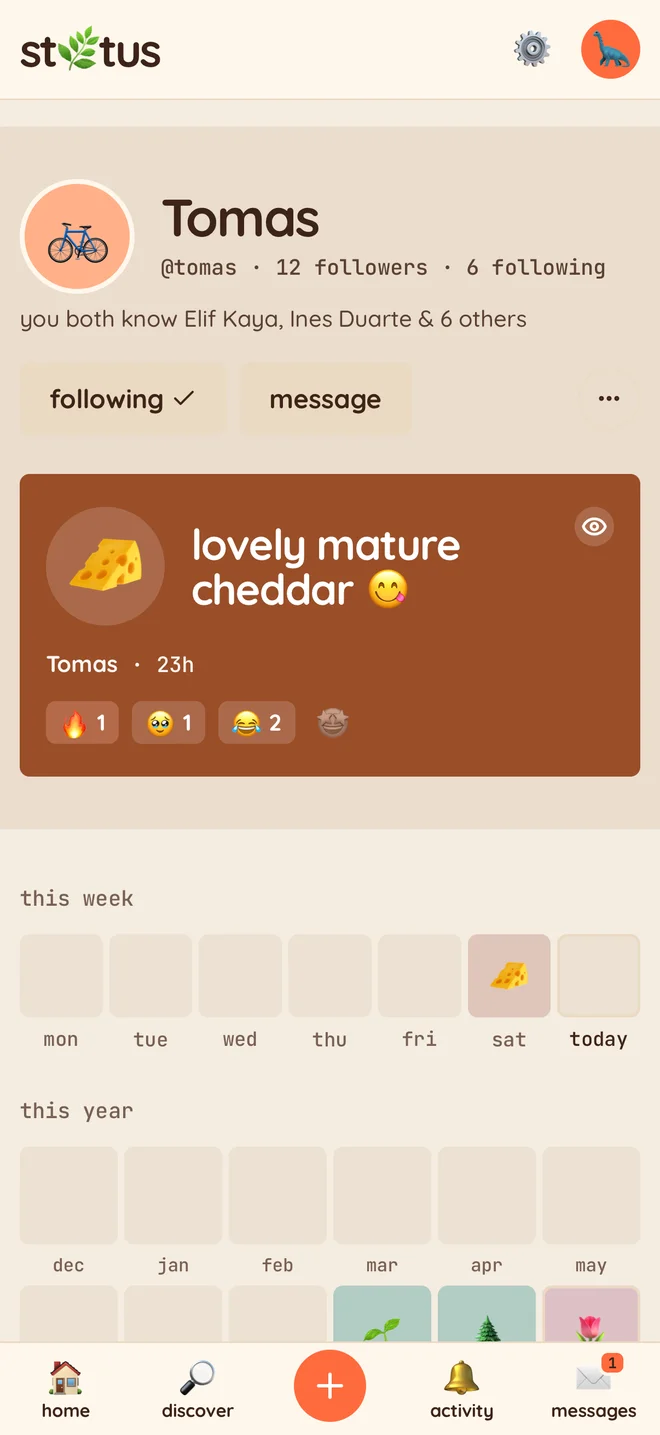 st🌿tus
Tomas
@tomas · 12 followers · 6 following
you both know Elif Kaya, Ines Duarte & 6 others
following ✓ message •••
lovely mature
cheddar 😋
Tomas · 23h
🔥 1 🥹 1 😂 2
this week
mon tue wed thu fri sat today
this year
dec jan feb mar apr may
1
home discover + activity messages